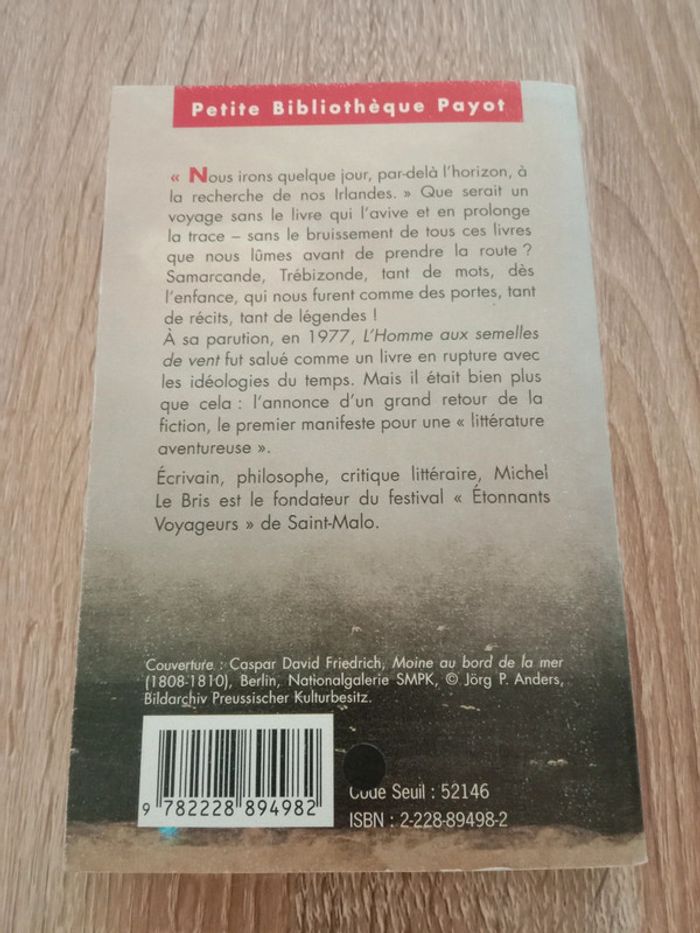 Petite Bibliothèque Payot
« Nous irons quelque jour, par-delà l'horizon, à
la recherche de nos Irlandes. » Que serait un
voyage sans le livre qui l'avive et en prolonge
la trace – sans le bruissement de tous ces livres
que nous lûmes avant de prendre la route ?
Samarcande, Trébizonde, tant de mots, dès
l'enfance, qui nous furent comme des portes, tant
de récits, tant de légendes !
À sa parution, en 1977, L'Homme aux semelles
de vent fut salué comme un livre en rupture avec
les idéologies du temps. Mais il était bien plus
que cela : l'annonce d'un grand retour de la
fiction, le premier manifeste pour une « littérature
aventureuse ».
Écrivain, philosophe, critique littéraire, Michel
Le Bris est le fondateur du festival « Étonnants
Voyageurs » de Saint-Malo.
Couverture : Caspar David Friedrich, Moine au bord de la mer
(1808-1810), Berlin, Nationalgalerie SMPK, © Jörg P. Anders,
Bildarchiv Preussischer Kulturbesitz.
9 782228 894982
Code Seuil : 52146
ISBN : 2-228-89498-2